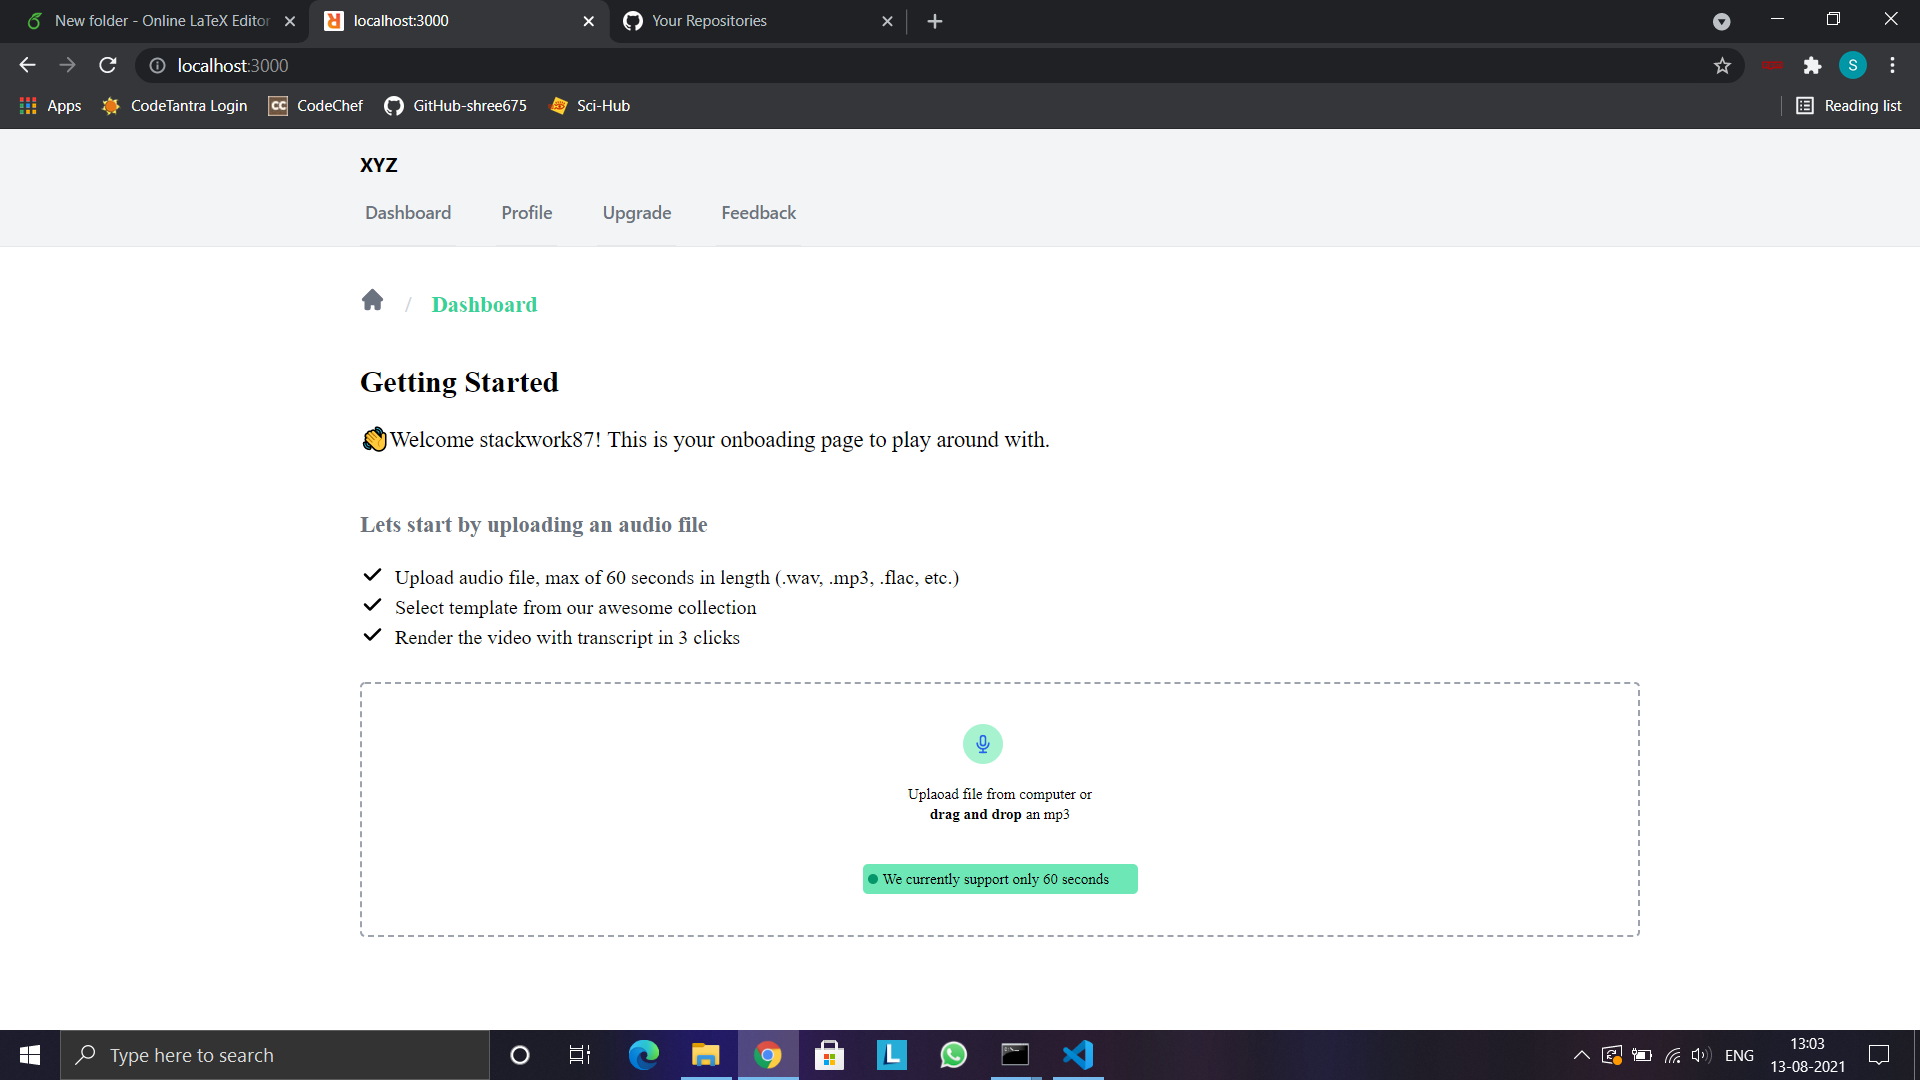 New folder - Online LaTeX Editor
localhost:3000
Your Repositories
localhost:3000
S
Apps
CodeTantra Login
CC
CodeChef
GitHub-shree675
Sci-Hub
Reading list
XYZ
Dashboard
Profile
Upgrade
Feedback
/ Dashboard
Getting Started
👋Welcome stackwork87! This is your onboading page to play around with.
Lets start by uploading an audio file
Upload audio file, max of 60 seconds in length (.wav, .mp3, .flac, etc.)
Select template from our awesome collection
Render the video with transcript in 3 clicks
Uplaoad file from computer or
drag and drop an mp3
We currently support only 60 seconds
Type here to search
L
ENG
13:03
13-08-2021